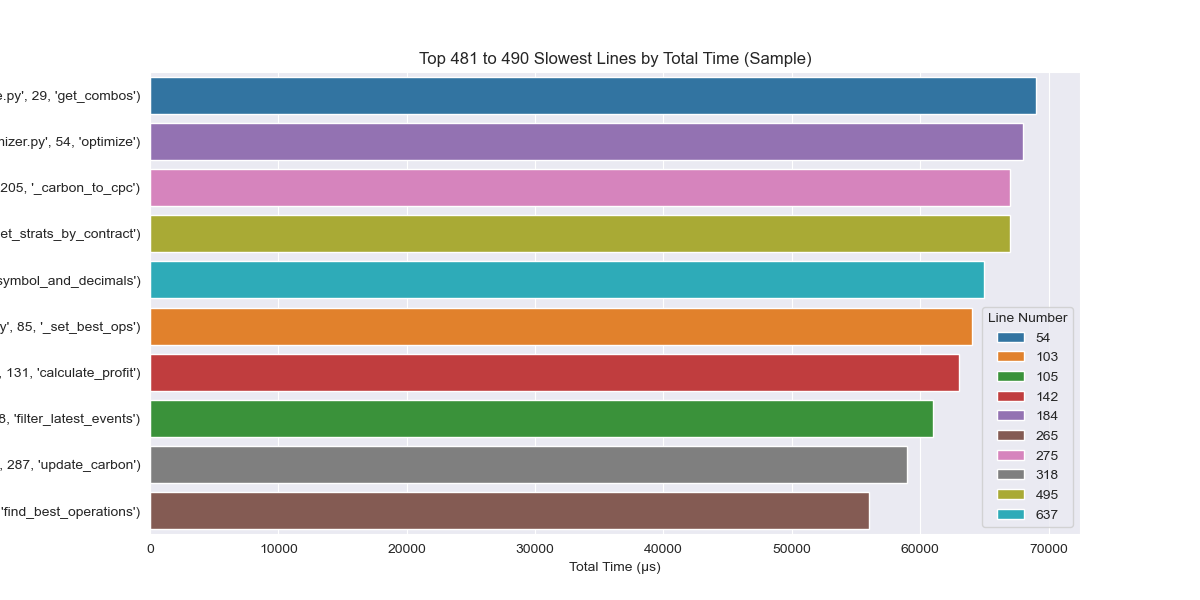 Top 481 to 490 Slowest Lines by Total Time (Sample)
e.py', 29, 'get_combos')
mizer.py', 54, 'optimize')
205, '_carbon_to_cpc')
et_strats_by_contract')
symbol_and_decimals')
y', 85, '_set_best_ops')
, 131, 'calculate_profit')
8, 'filter_latest_events')
, 287, 'update_carbon')
'find_best_operations')
Line Number
54
103
105
142
184
265
275
318
495
637
0 10000 20000 30000 40000 50000 60000 70000
Total Time (µs)